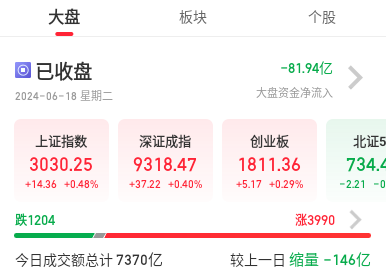 大盘 板块 个股
已收盘 -81.94亿
2024-06-18 星期二 大盘资金净流入
上证指数 深证成指 创业板 北证5
3030.25 9318.47 1811.36 734.4
+14.36 +0.48% +37.22 +0.40% +5.17 +0.29% -2.21 -0
跌1204 涨3990
今日成交额总计 7370亿 较上一日 缩量 -146亿